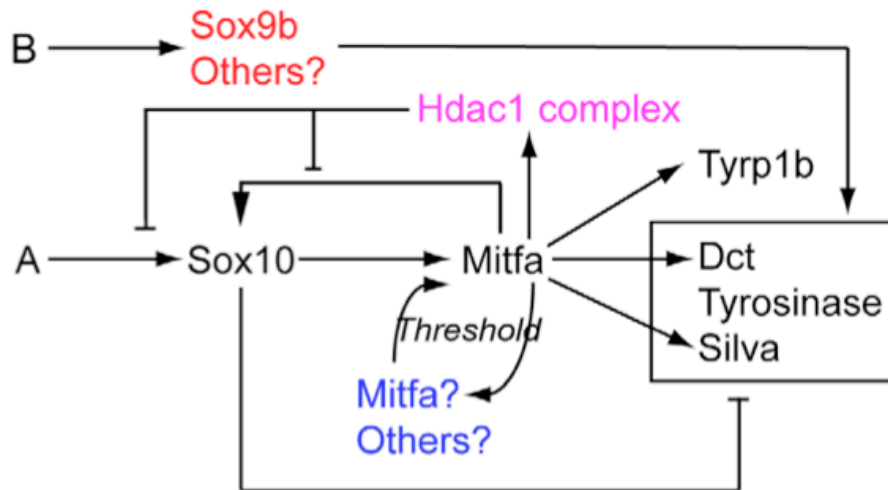 B
Sox9b
Others?
Hdac1 complex
Tyrp1b
A
Sox10
Mitfa
Dct
Tyrosinase
Silva
Threshold
Mitfa?
Others?